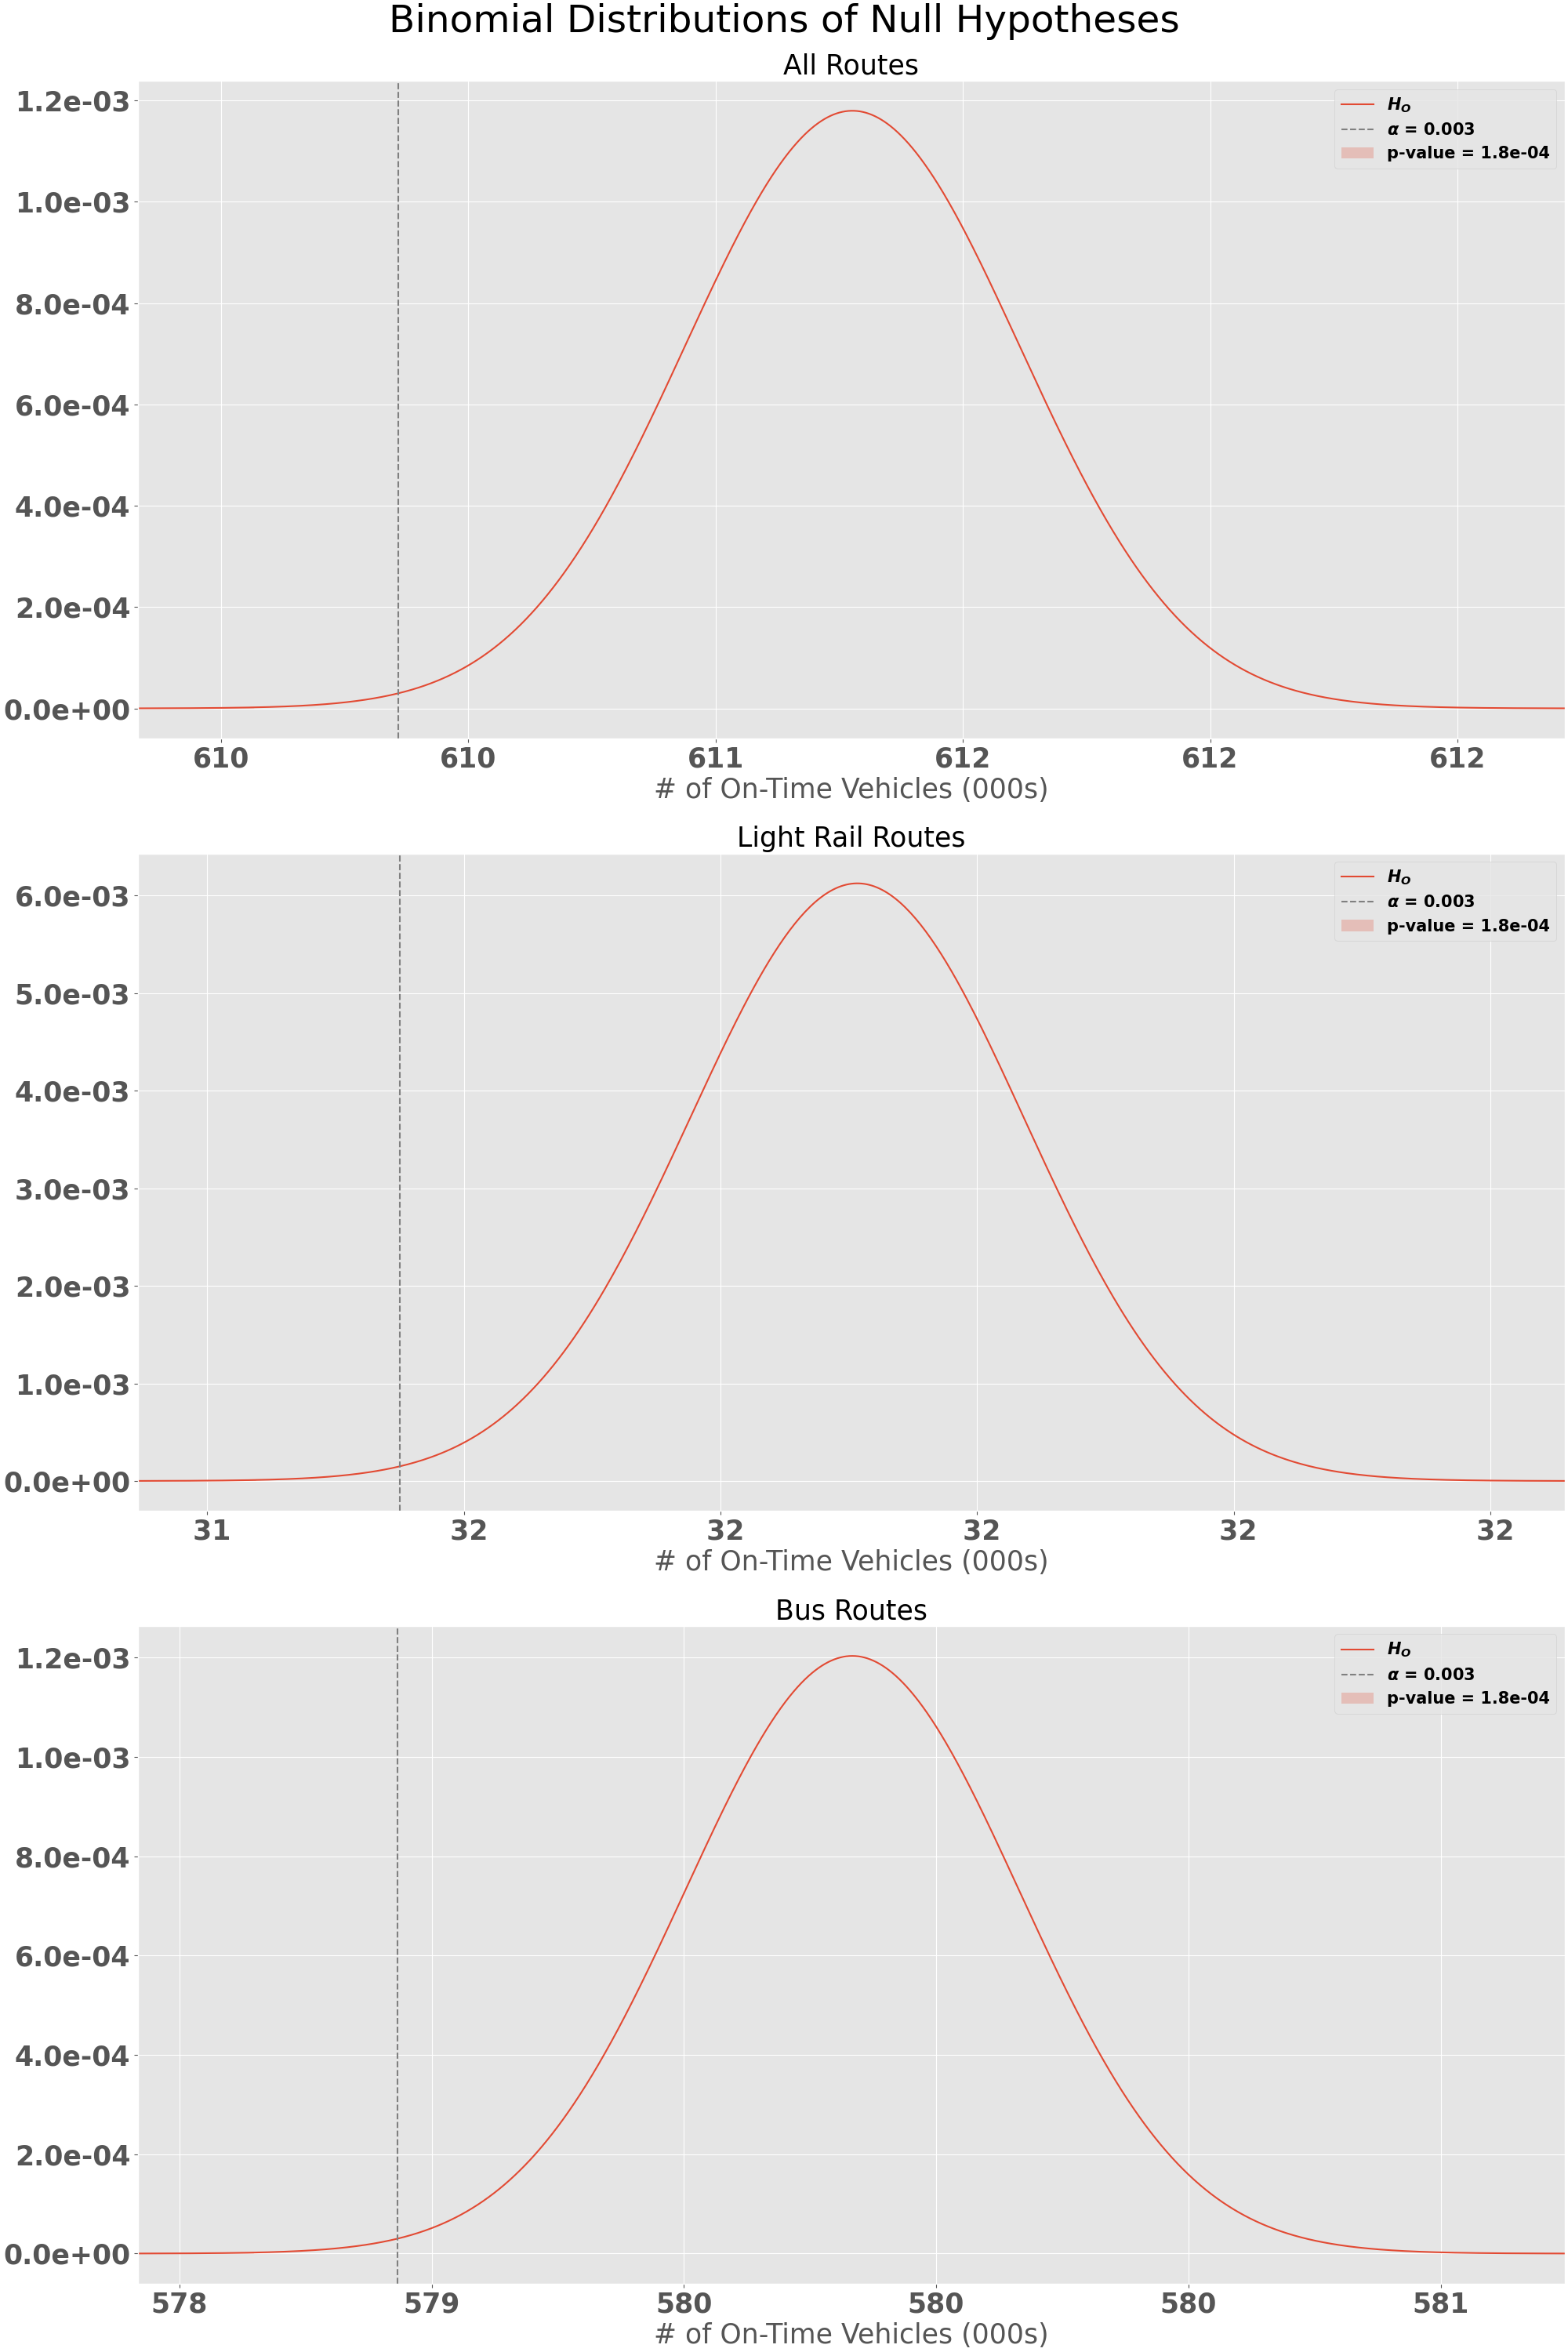 Binomial Distributions of Null Hypotheses
All Routes
1.2e-03
1.0e-03
8.0e-04
6.0e-04
4.0e-04
2.0e-04
0.0e+00
H_O
α = 0.003
p-value = 1.8e-04
610 610 611 612 612 612
# of On-Time Vehicles (000s)
Light Rail Routes
6.0e-03
5.0e-03
4.0e-03
3.0e-03
2.0e-03
1.0e-03
0.0e+00
H_O
α = 0.003
p-value = 1.8e-04
31 32 32 32 32 32
# of On-Time Vehicles (000s)
Bus Routes
1.2e-03
1.0e-03
8.0e-04
6.0e-04
4.0e-04
2.0e-04
0.0e+00
H_O
α = 0.003
p-value = 1.8e-04
578 579 580 580 580 581
# of On-Time Vehicles (000s)